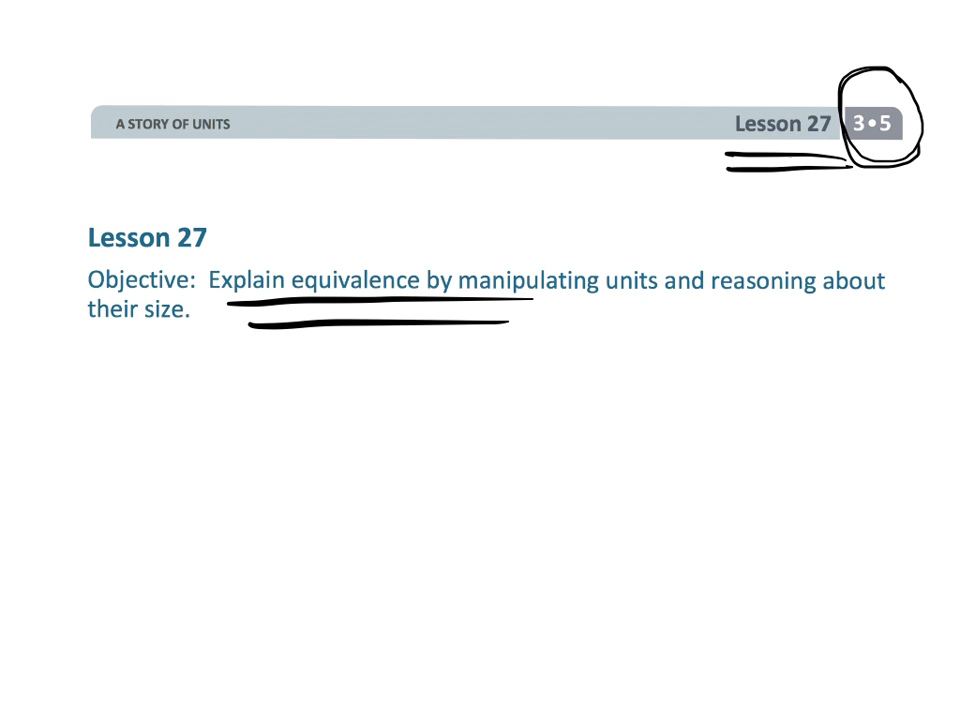 A STORY OF UNITS
Lesson 27 3•5
Lesson 27
Objective: Explain equivalence by manipulating units and reasoning about
their size.